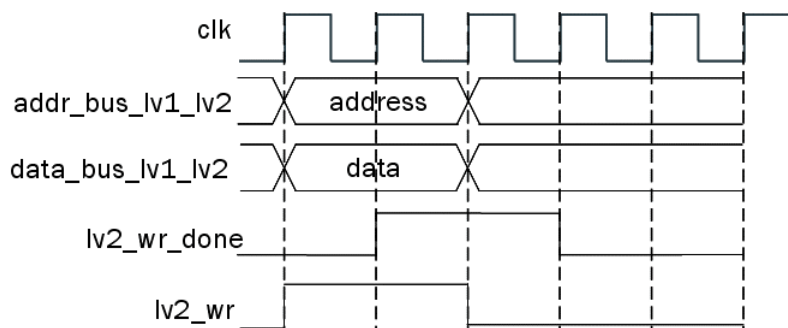 clk
addr_bus_lv1_lv2 address
data_bus_lv1_lv2 data
lv2_wr_done
lv2_wr